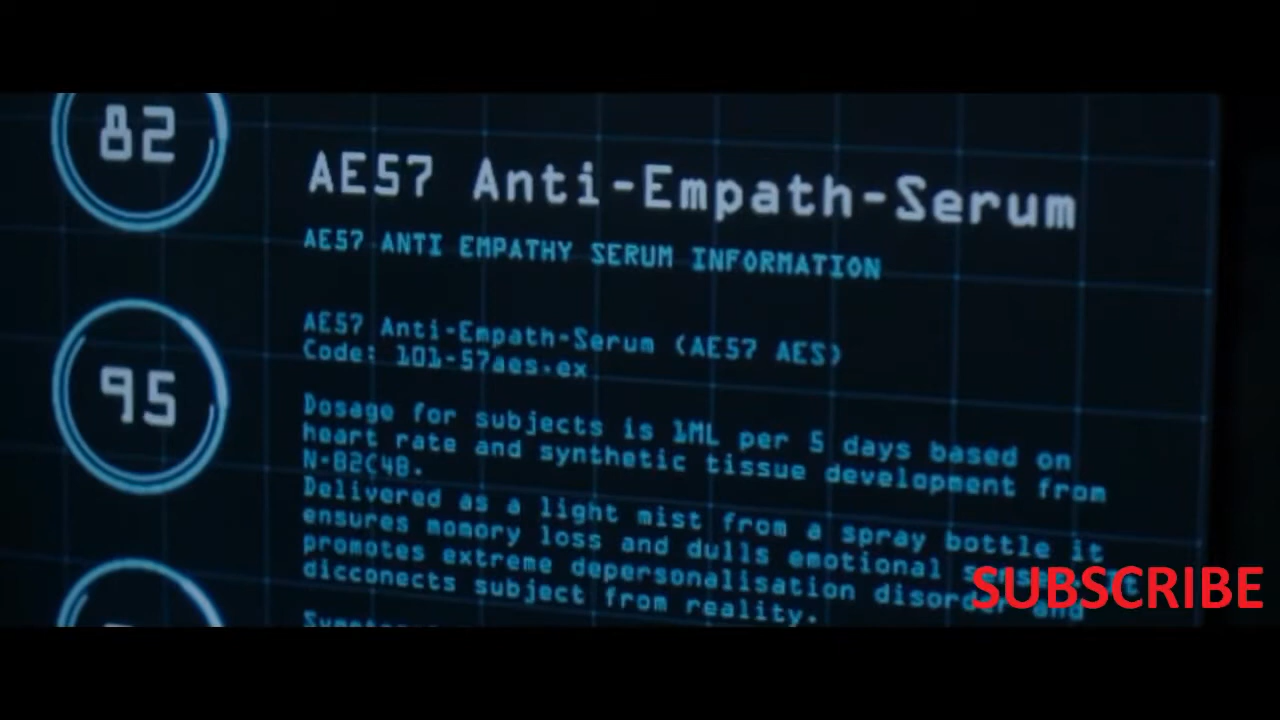 82
AE57 Anti-Empath-Serum
AE57 ANTI EMPATHY SERUM INFORMATION
AE57 Anti-Empath-Serum (AE57 AES)
95
Code: 101-57aes.ex
Dosage for subjects is 1ML per 5 days based on
heart rate and synthetic tissue development from
N-82C4B.
Delivered as a light mist from a spray bottle it
ensures momory loss and dulls emotional
promotes extreme depersonalisation disorder and
dicconects subject from reality.
SUBSCRIBE